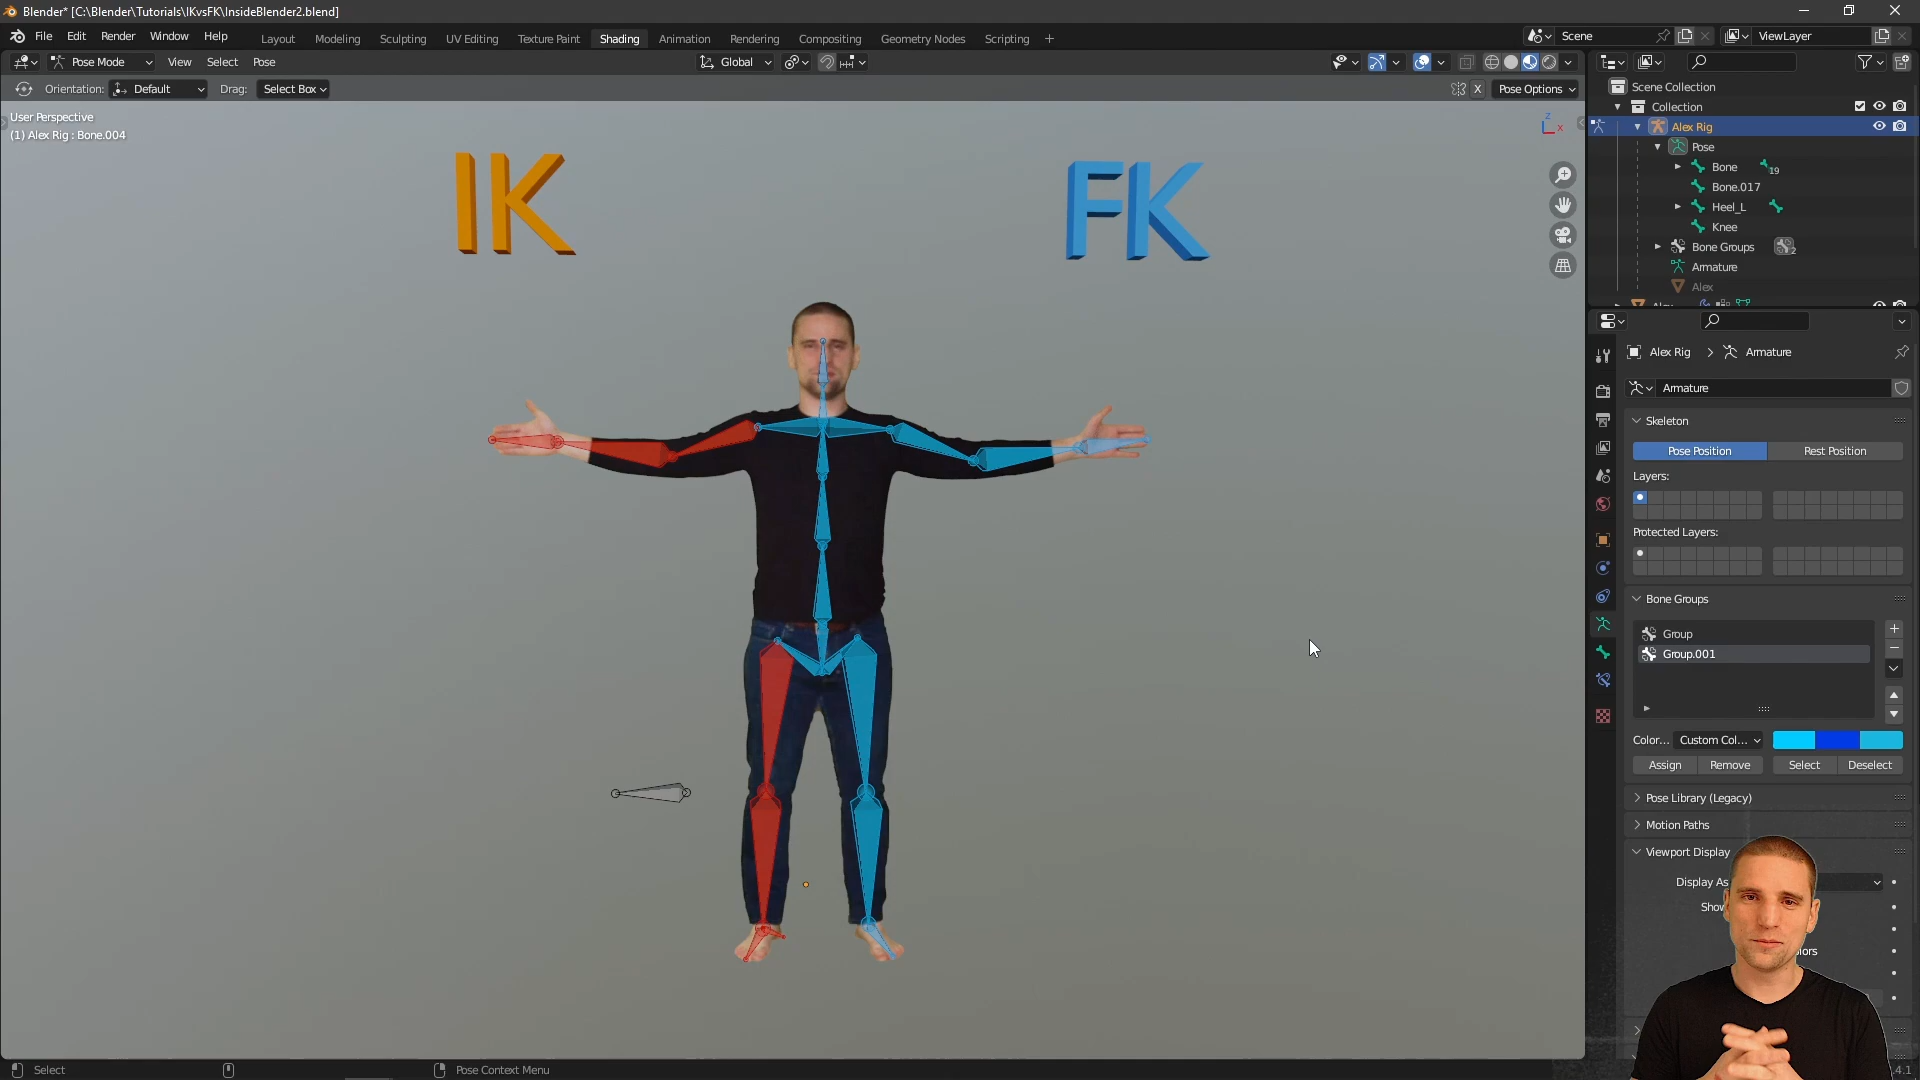 Blender* [C:\Blender\Tutorials\IKvsFK\InsideBlender2.blend]
File Edit Render Window Help
Layout Modeling Sculpting UV Editing Texture Paint Shading Animation Rendering Compositing Geometry Nodes Scripting +
Scene
ViewLayer
Pose Mode View Select Pose
Global
Orientation: Default Drag: Select Box
X Pose Options
User Perspective
(1) Alex Rig : Bone.004
Z
X
IK
FK
Scene Collection
Collection
Alex Rig
Pose
Bone 19
Bone.017
Heel_L
Knee
Bone Groups 2
Armature
Alex
Alex Rig > Armature
Armature
Skeleton
Pose Position Rest Position
Layers:
Protected Layers:
Bone Groups
Group
Group.001
Color... Custom Col...
Assign Remove Select Deselect
Pose Library (Legacy)
Motion Paths
Viewport Display
Display As
Select
Pose Context Menu